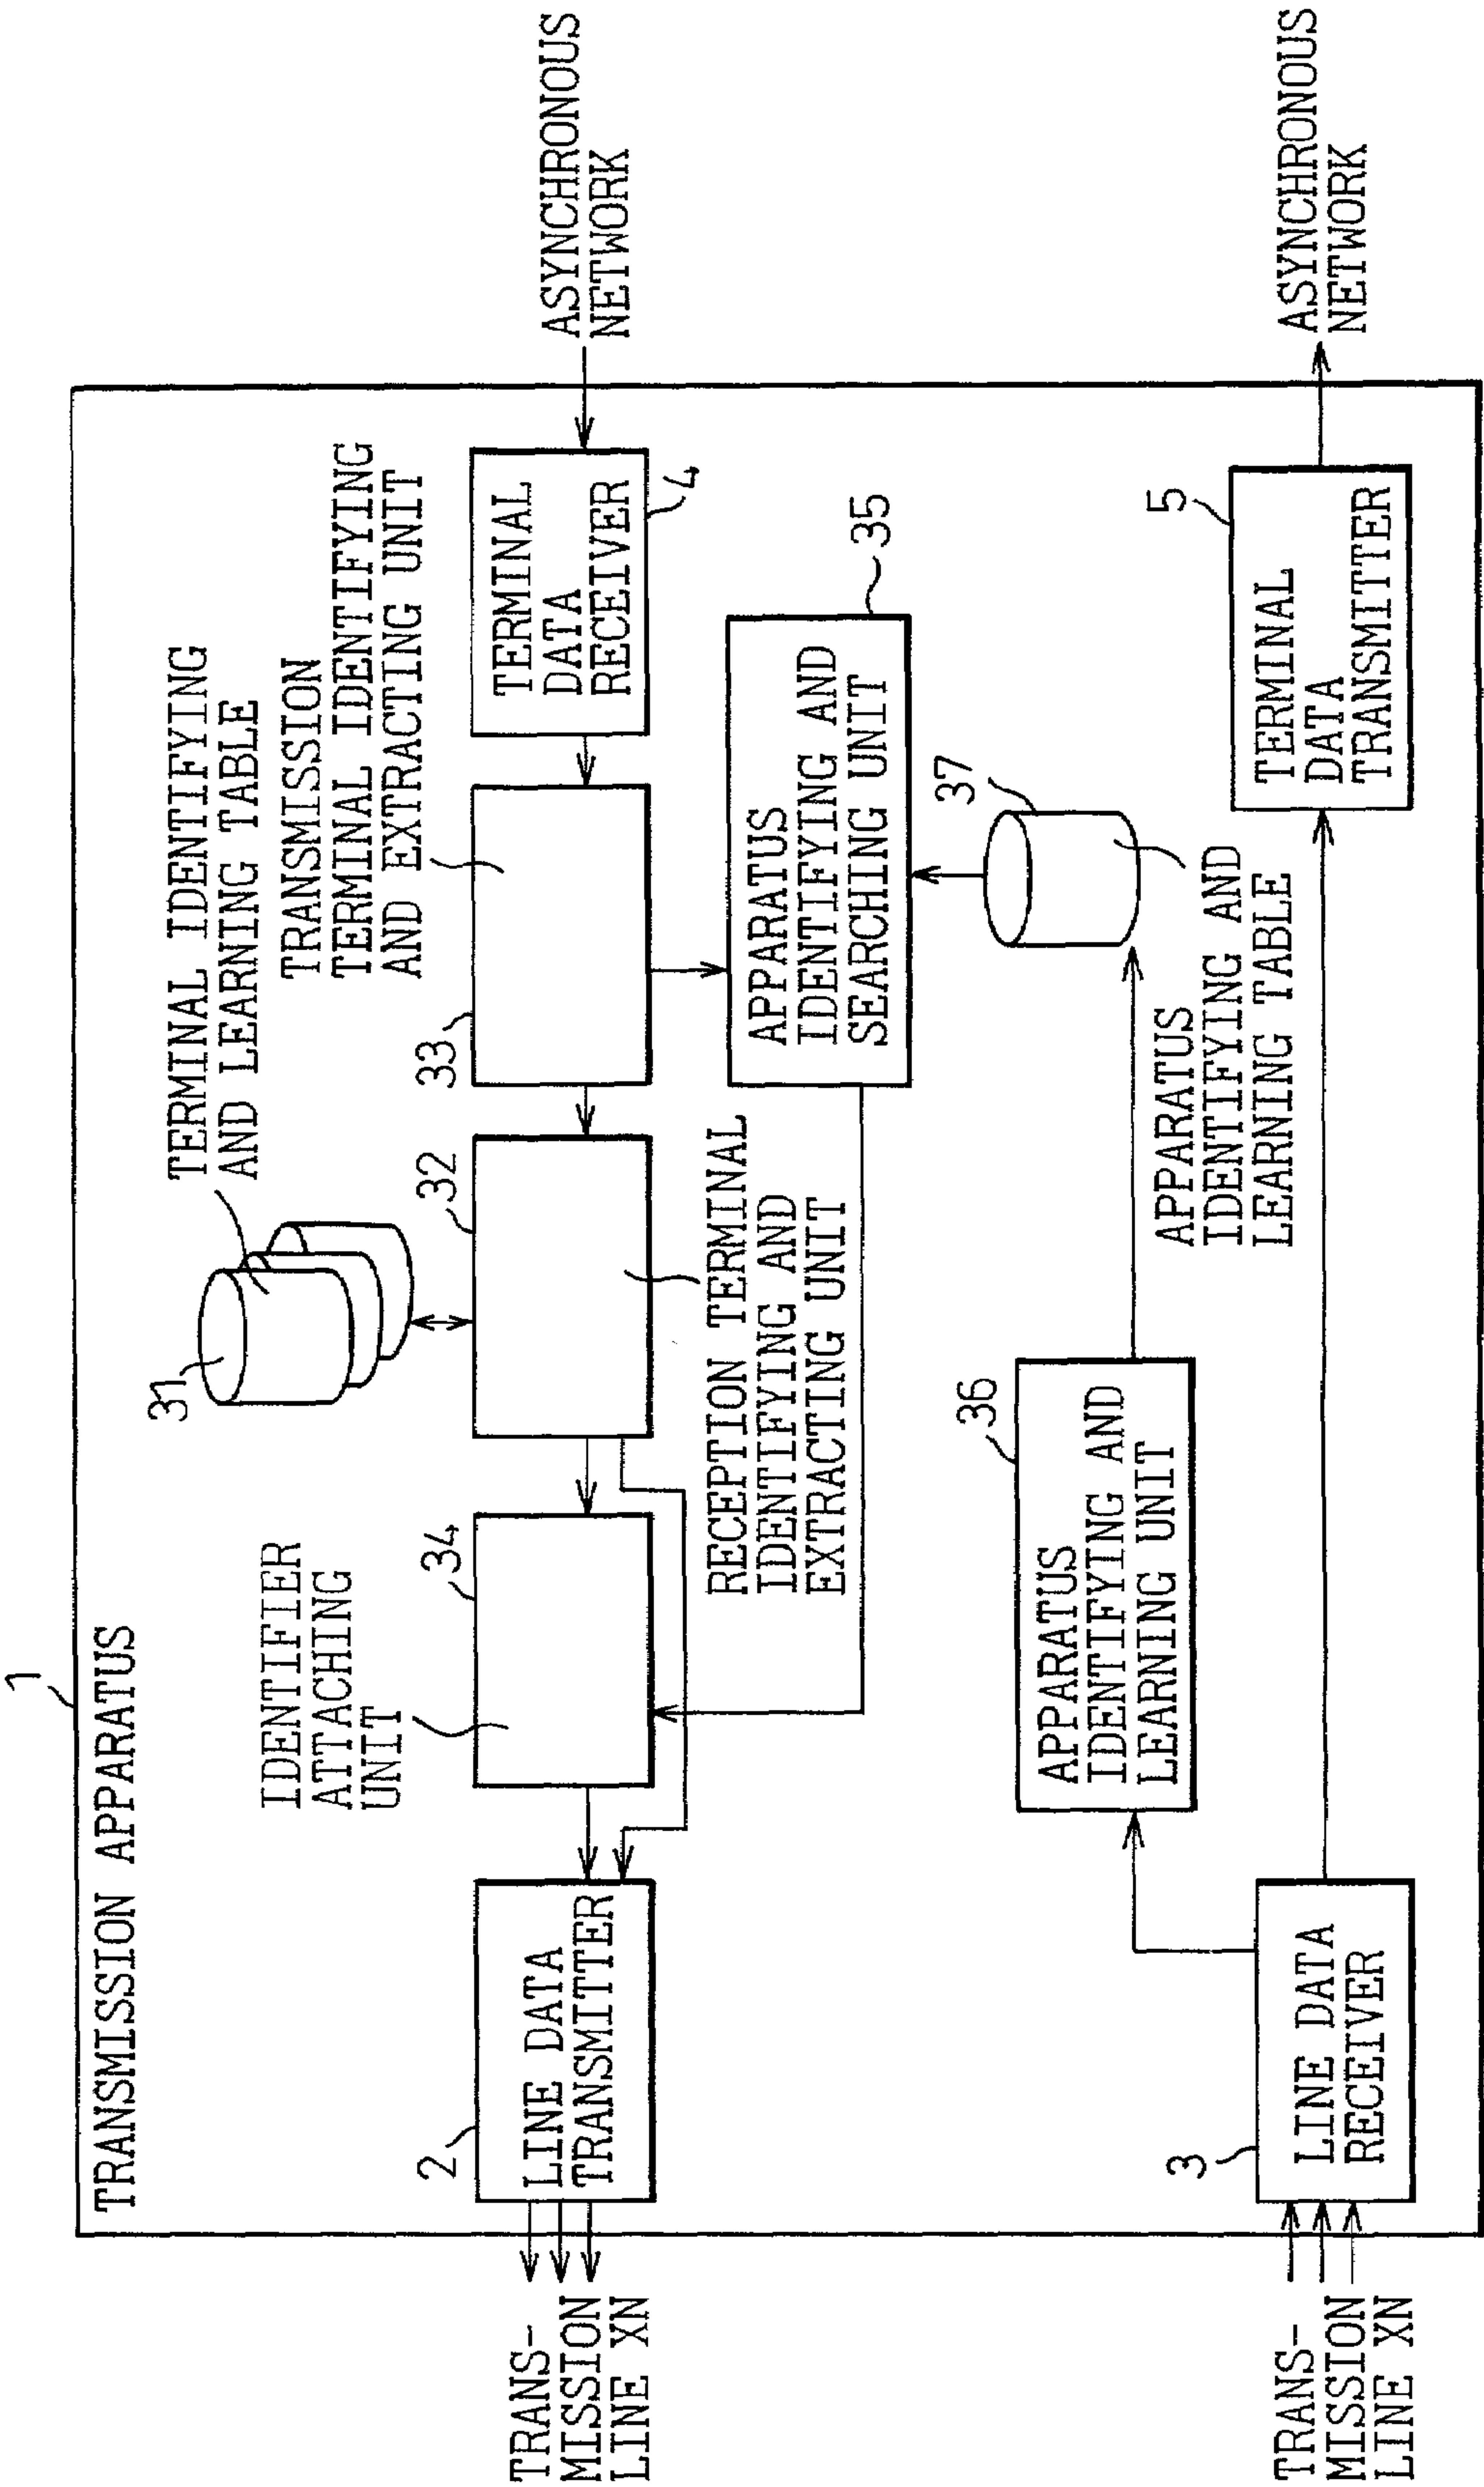 1
TRANSMISSION APPARATUS
TRANS-
MISSION
LINE XN
2
LINE DATA
TRANSMITTER
IDENTIFIER
ATTACHING
UNIT
34
31
TERMINAL IDENTIFYING
AND LEARNING TABLE
32
RECEPTION TERMINAL
IDENTIFYING AND
EXTRACTING UNIT
33
TRANSMISSION
TERMINAL IDENTIFYING
AND EXTRACTING UNIT
TERMINAL
DATA
RECEIVER
4
ASYNCHRONOUS
NETWORK
APPARATUS
IDENTIFYING AND
SEARCHING UNIT
35
37
APPARATUS
IDENTIFYING AND
LEARNING TABLE
36
APPARATUS
IDENTIFYING AND
LEARNING UNIT
TRANS-
MISSION
LINE XN
3
LINE DATA
RECEIVER
5
TERMINAL
DATA
TRANSMITTER
ASYNCHRONOUS
NETWORK